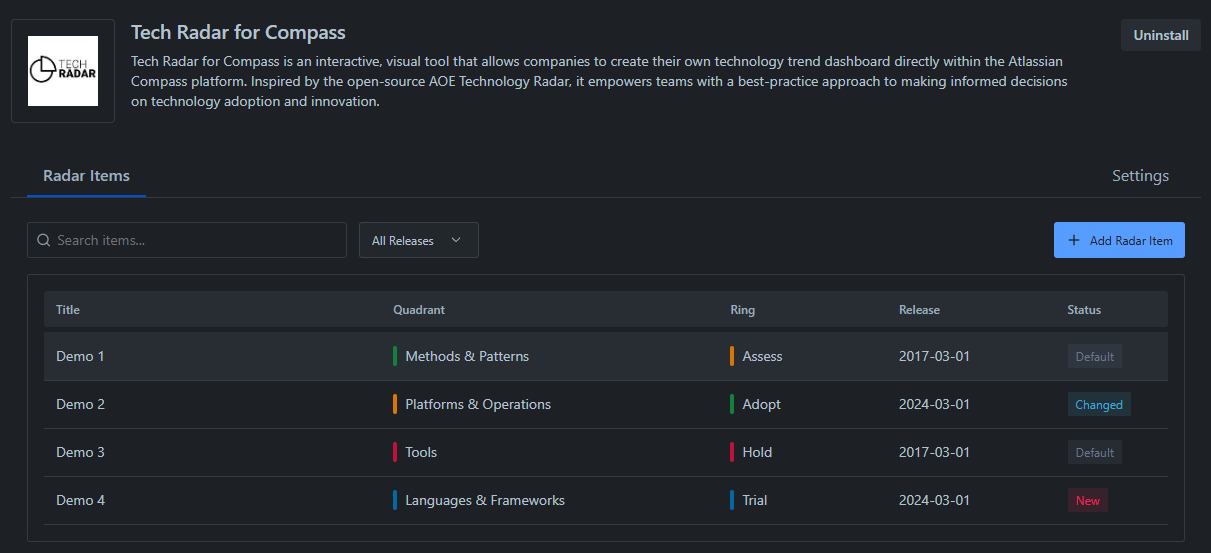 TECH
RADAR
Tech Radar for Compass
Uninstall
Tech Radar for Compass is an interactive, visual tool that allows companies to create their own technology trend dashboard directly within the Atlassian
Compass platform. Inspired by the open-source AOE Technology Radar, it empowers teams with a best-practice approach to making informed decisions
on technology adoption and innovation.
Radar Items
Settings
Search items...
All Releases
Add Radar Item
Title Quadrant Ring Release Status
Demo 1 Methods & Patterns Assess 2017-03-01 Default
Demo 2 Platforms & Operations Adopt 2024-03-01 Changed
Demo 3 Tools Hold 2017-03-01 Default
Demo 4 Languages & Frameworks Trial 2024-03-01 New